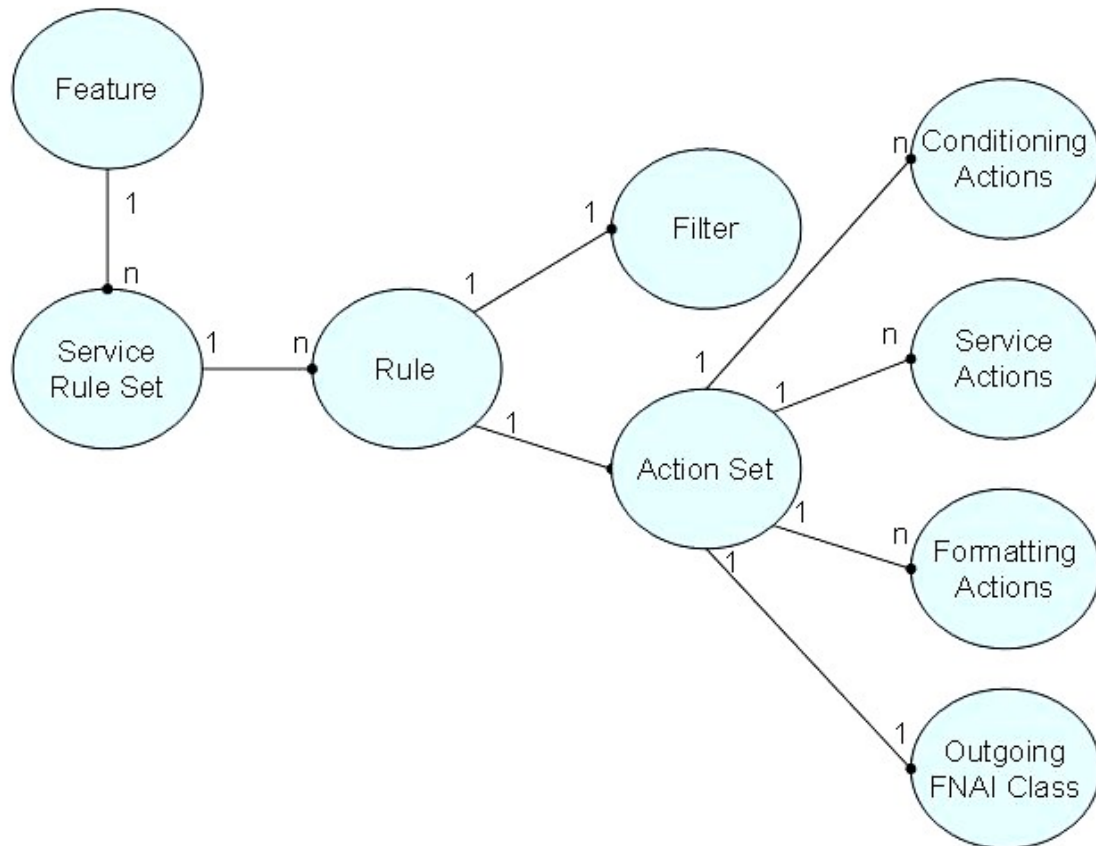 Feature
1
n
Service
Rule Set
1
n
Rule
1
1
Filter
1
Action Set
1
n
Conditioning
Actions
1
n
Service
Actions
1
n
Formatting
Actions
1
1
Outgoing
FNAI Class